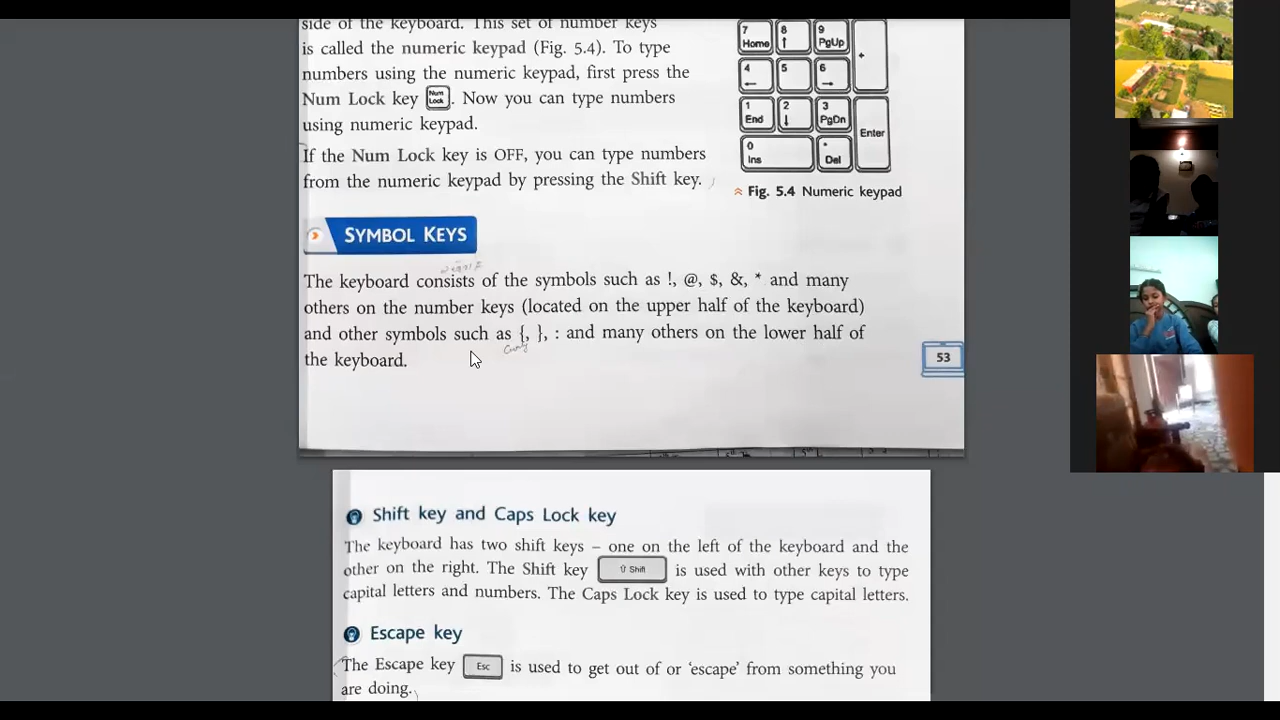 side of the keyboard. This set of number keys
is called the numeric keypad (Fig. 5.4). To type
numbers using the numeric keypad, first press the
Num Lock key Num Lock . Now you can type numbers
using numeric keypad.
If the Num Lock key is OFF, you can type numbers
from the numeric keypad by pressing the Shift key.
7 Home 8 ↑ 9 PgUp +
4 ← 5 6 →
1 End 2 ↓ 3 PgDn Enter
0 Ins . Del
Fig. 5.4 Numeric keypad
SYMBOL KEYS
The keyboard consists of the symbols such as !, @, $, &, * and many
others on the number keys (located on the upper half of the keyboard)
and other symbols such as {, }, : and many others on the lower half of
Curly
the keyboard.
53
Shift key and Caps Lock key
The keyboard has two shift keys – one on the left of the keyboard and the
other on the right. The Shift key ⇧ Shift is used with other keys to type
capital letters and numbers. The Caps Lock key is used to type capital letters.
Escape key
The Escape key Esc is used to get out of or ‘escape’ from something you
are doing.